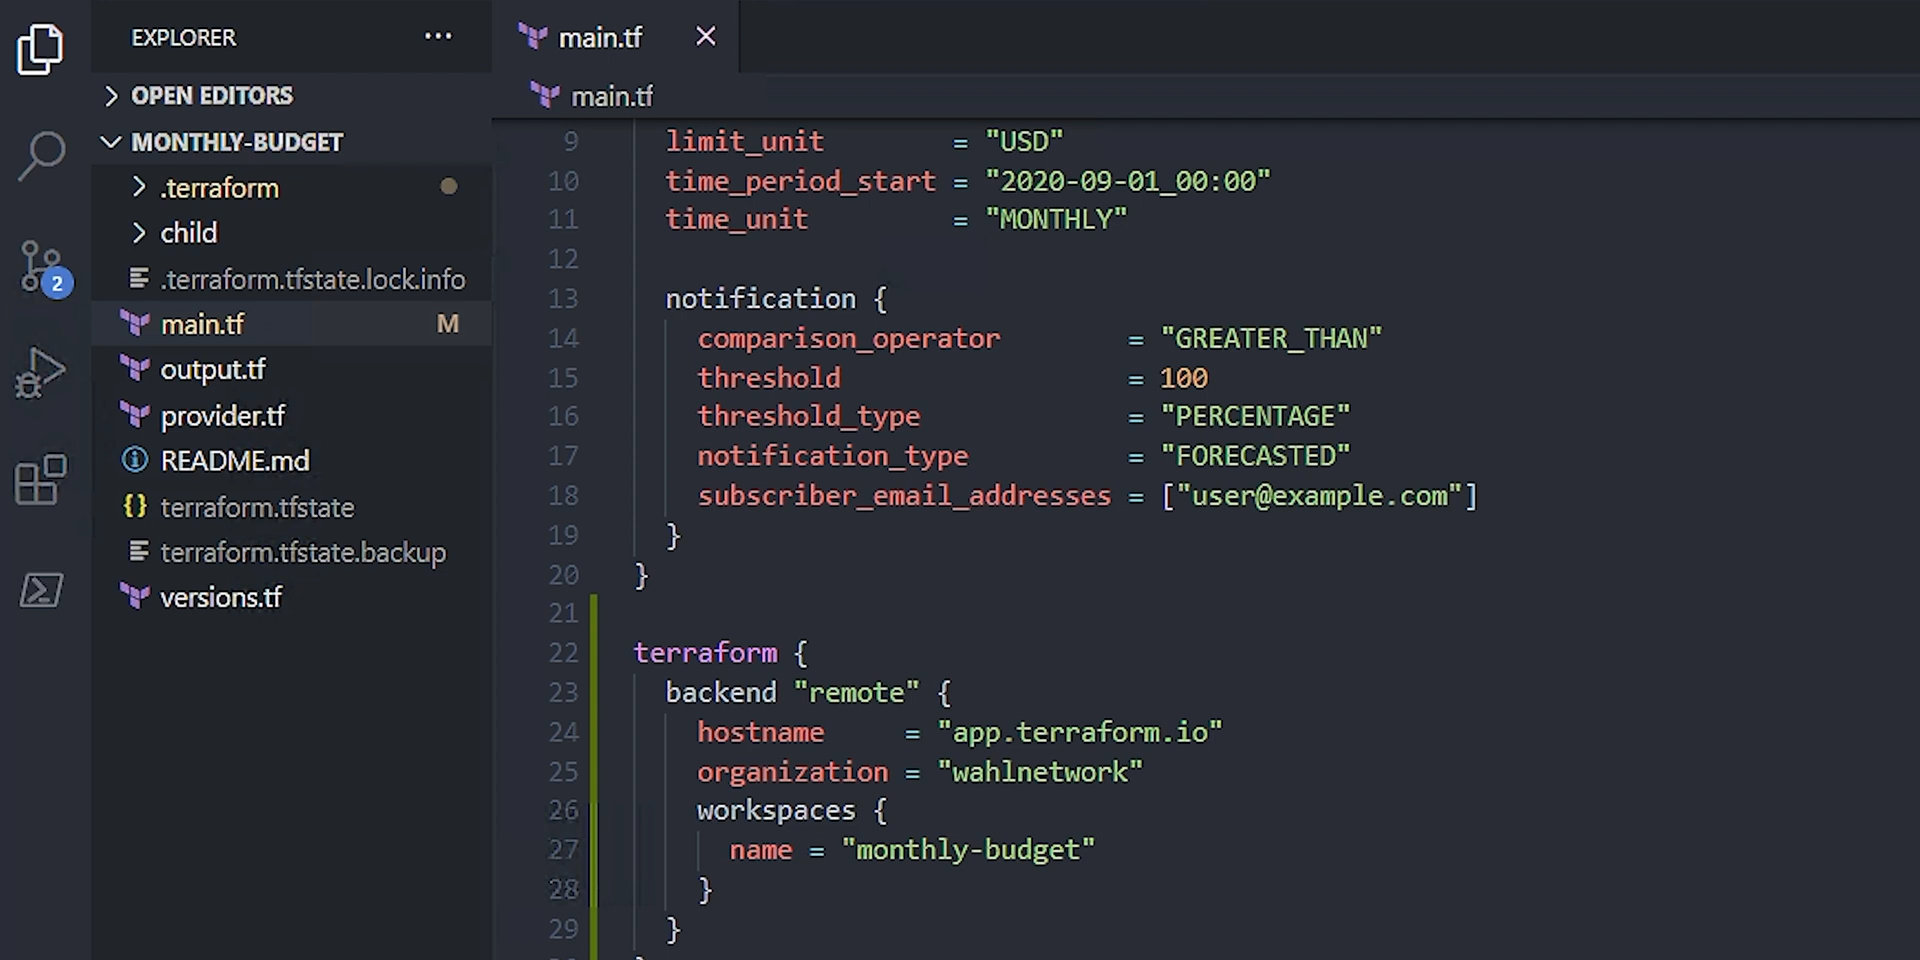 EXPLORER
OPEN EDITORS
MONTHLY-BUDGET
.terraform
child
.terraform.tfstate.lock.info
main.tf M
output.tf
provider.tf
README.md
terraform.tfstate
terraform.tfstate.backup
versions.tf
2
main.tf
main.tf
9 limit_unit = "USD"
10 time_period_start = "2020-09-01_00:00"
11 time_unit = "MONTHLY"
12
13 notification {
14 comparison_operator = "GREATER_THAN"
15 threshold = 100
16 threshold_type = "PERCENTAGE"
17 notification_type = "FORECASTED"
18 subscriber_email_addresses = ["user@example.com"]
19 }
20 }
21
22 terraform {
23 backend "remote" {
24 hostname = "app.terraform.io"
25 organization = "wahlnetwork"
26 workspaces {
27 name = "monthly-budget"
28 }
29 }